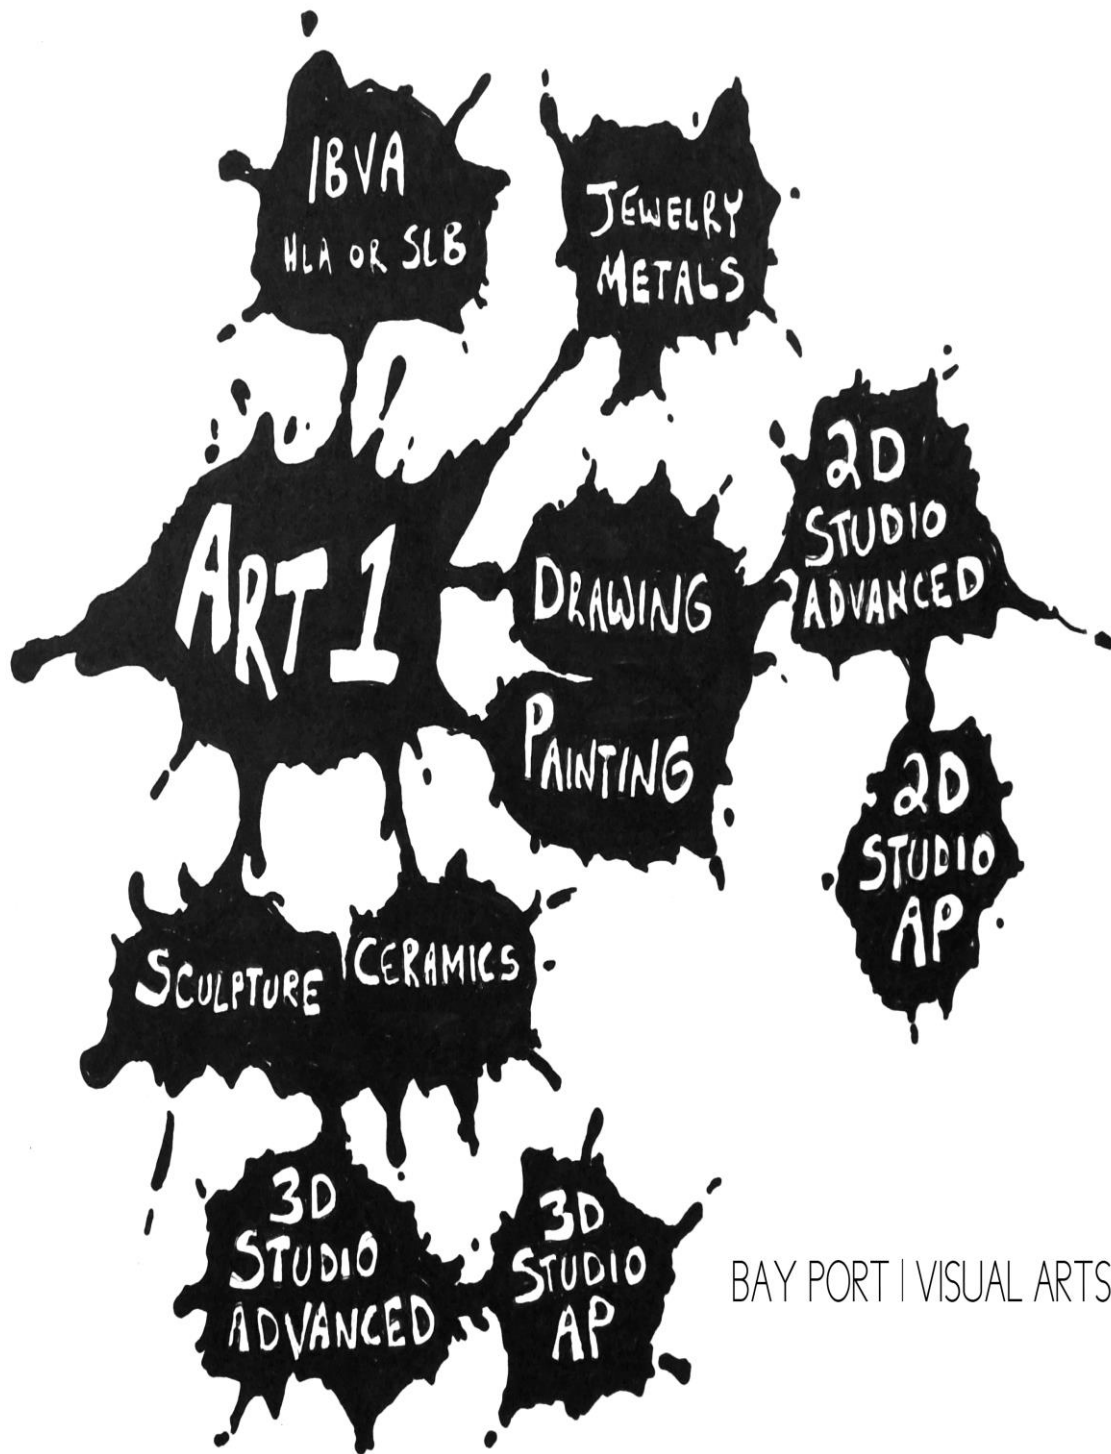 IBVA
HLA OR SLB
JEWELRY
METALS
2D
STUDIO
ADVANCED
ART 1
DRAWING
PAINTING
2D
STUDIO
AP
SCULPTURE
CERAMICS
3D
STUDIO
ADVANCED
3D
STUDIO
AP
BAY PORT | VISUAL ARTS